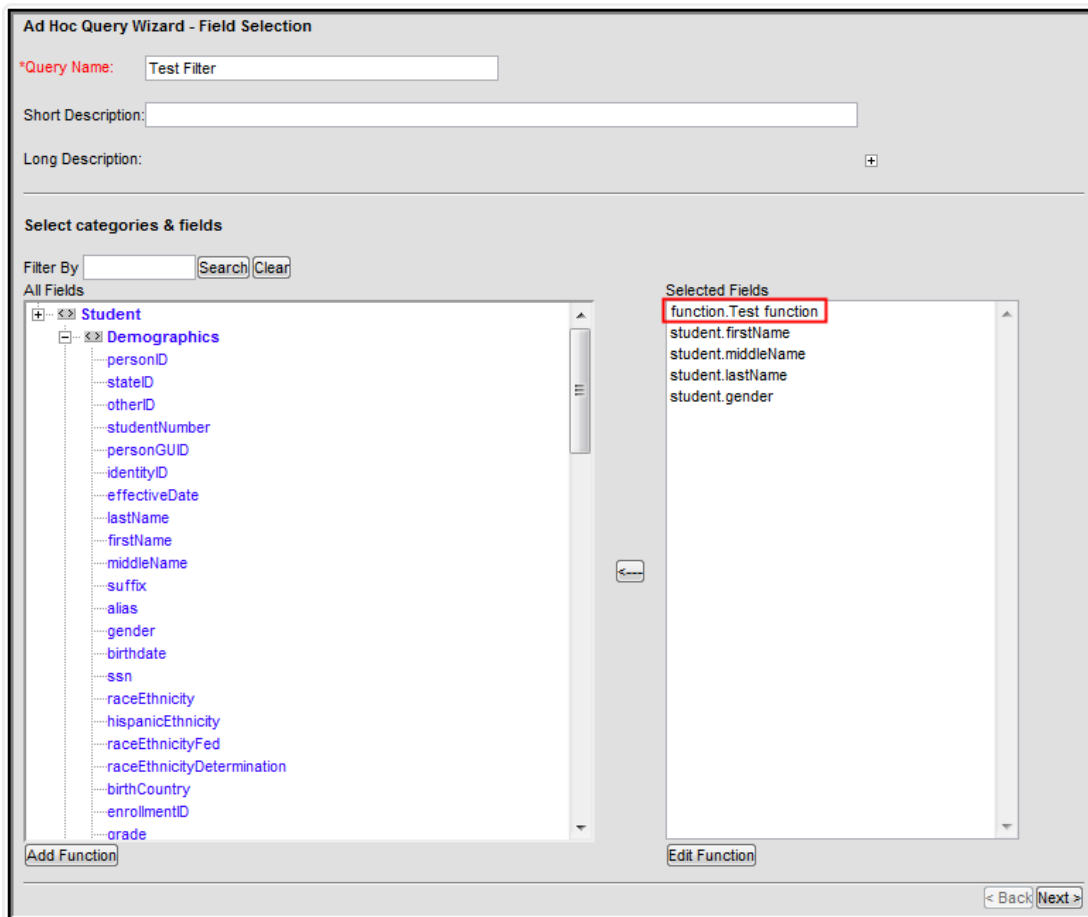 Ad Hoc Query Wizard - Field Selection
*Query Name: Test Filter
Short Description:
Long Description:
Select categories & fields
Filter By Search Clear
All Fields
Student
Demographics
personID
stateID
otherID
studentNumber
personGUID
identityID
effectiveDate
lastName
firstName
middleName
suffix
alias
gender
birthdate
ssn
raceEthnicity
hispanicEthnicity
raceEthnicityFed
raceEthnicityDetermination
birthCountry
enrollmentID
grade
Add Function
<---
Selected Fields
function.Test function
student.firstName
student.middleName
student.lastName
student.gender
Edit Function
< Back Next >